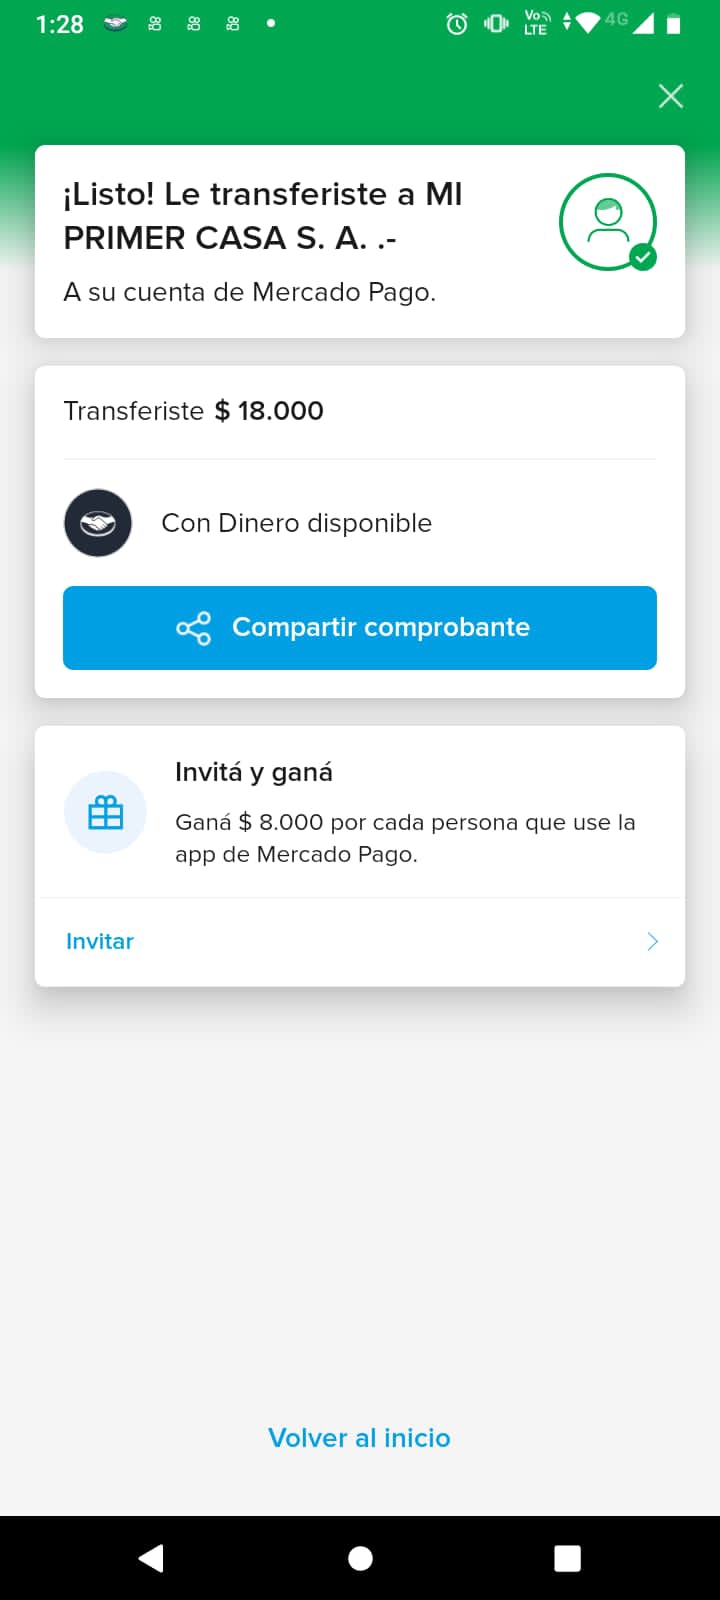 1:28
Vo
LTE
4G
¡Listo! Le transferiste a MI
PRIMER CASA S. A. .-
A su cuenta de Mercado Pago.
Transferiste $ 18.000
Con Dinero disponible
Compartir comprobante
Invitá y ganá
Ganá $ 8.000 por cada persona que use la
app de Mercado Pago.
Invitar
Volver al inicio